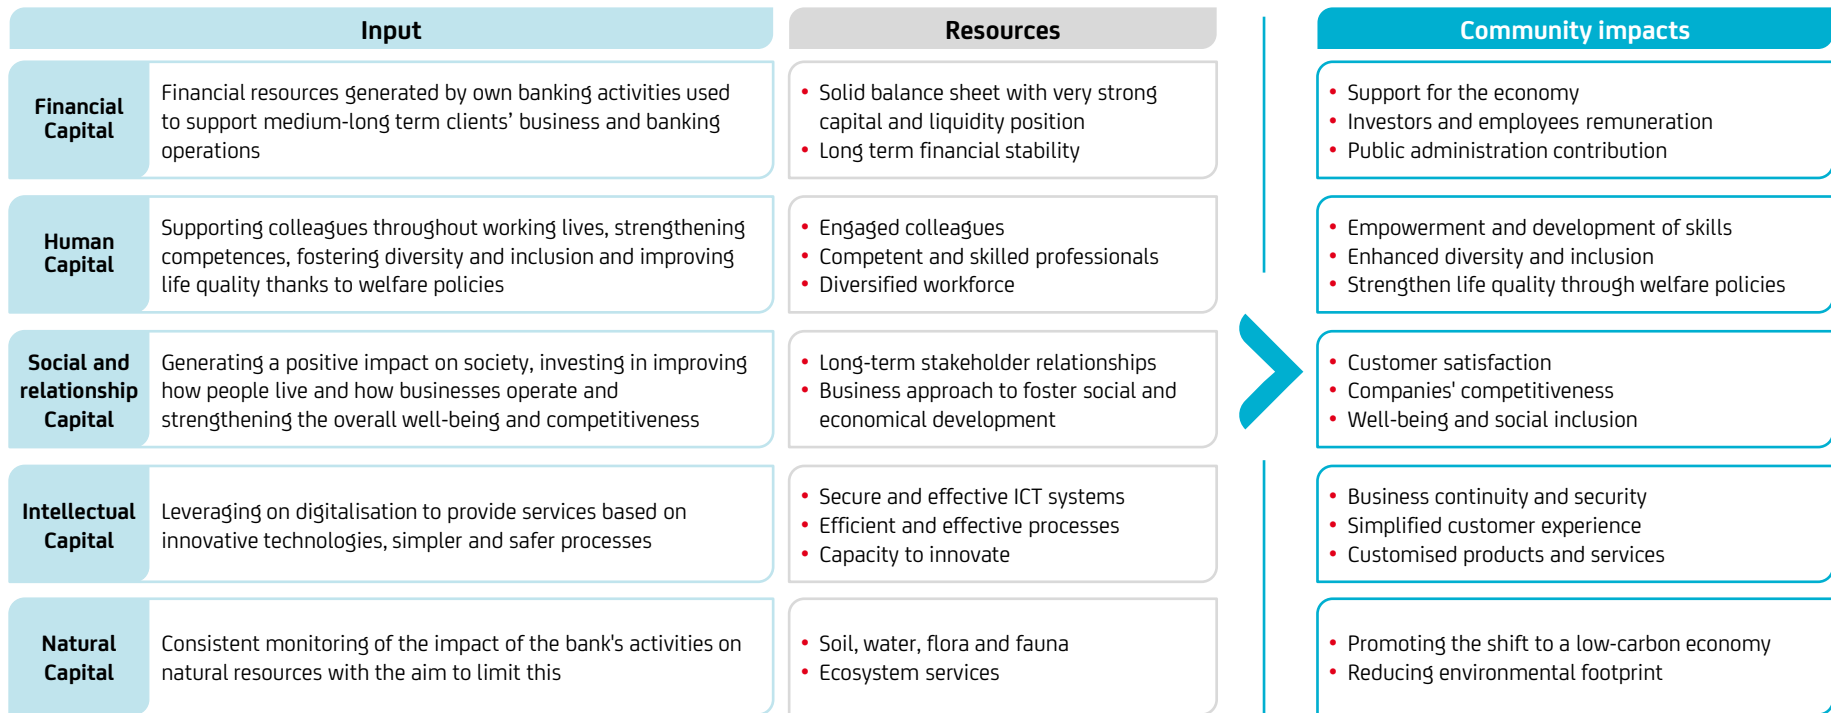 Input
Resources
Community impacts
Financial
Capital
Financial resources generated by own banking activities used
to support medium-long term clients’ business and banking
operations
• Solid balance sheet with very strong
capital and liquidity position
• Long term financial stability
• Support for the economy
• Investors and employees remuneration
• Public administration contribution
Human
Capital
Supporting colleagues throughout working lives, strengthening
competences, fostering diversity and inclusion and improving
life quality thanks to welfare policies
• Engaged colleagues
• Competent and skilled professionals
• Diversified workforce
• Empowerment and development of skills
• Enhanced diversity and inclusion
• Strengthen life quality through welfare policies
Social and
relationship
Capital
Generating a positive impact on society, investing in improving
how people live and how businesses operate and
strengthening the overall well-being and competitiveness
• Long-term stakeholder relationships
• Business approach to foster social and
economical development
• Customer satisfaction
• Companies' competitiveness
• Well-being and social inclusion
Intellectual
Capital
Leveraging on digitalisation to provide services based on
innovative technologies, simpler and safer processes
• Secure and effective ICT systems
• Efficient and effective processes
• Capacity to innovate
• Business continuity and security
• Simplified customer experience
• Customised products and services
Natural
Capital
Consistent monitoring of the impact of the bank's activities on
natural resources with the aim to limit this
• Soil, water, flora and fauna
• Ecosystem services
• Promoting the shift to a low-carbon economy
• Reducing environmental footprint